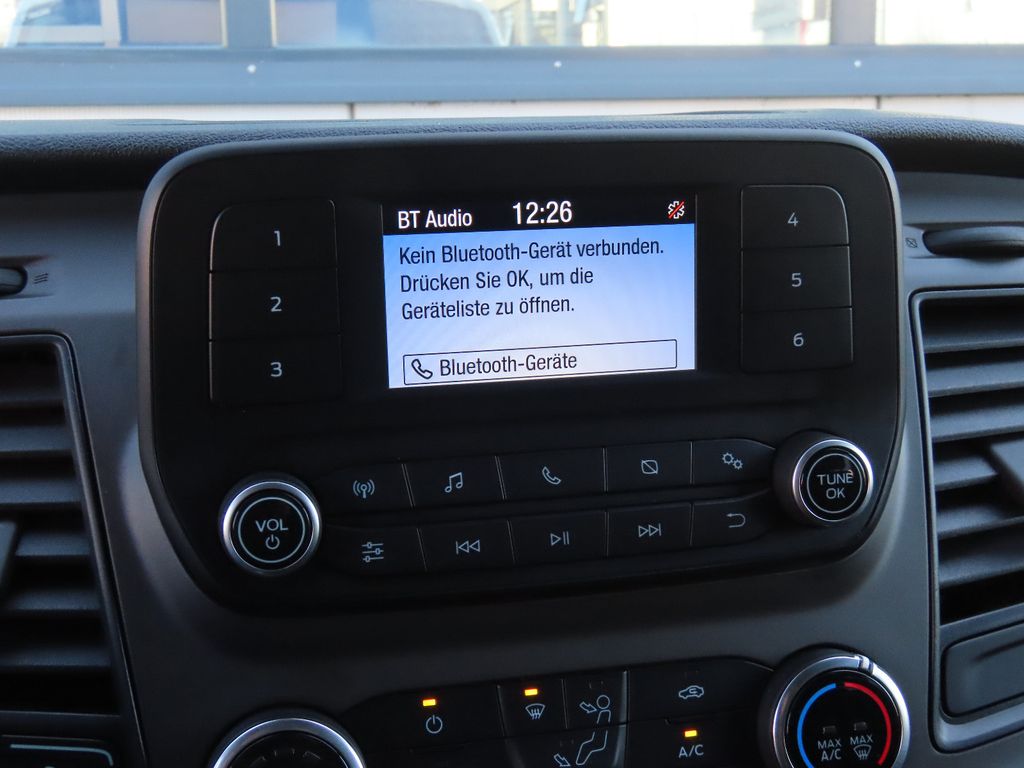 BT Audio 12:26
Kein Bluetooth-Gerät verbunden.
Drücken Sie OK, um die
Geräteliste zu öffnen.
Bluetooth-Geräte
1
2
3
4
5
6
VOL
TUNE
OK
A/C
MAX
A/C
MAX